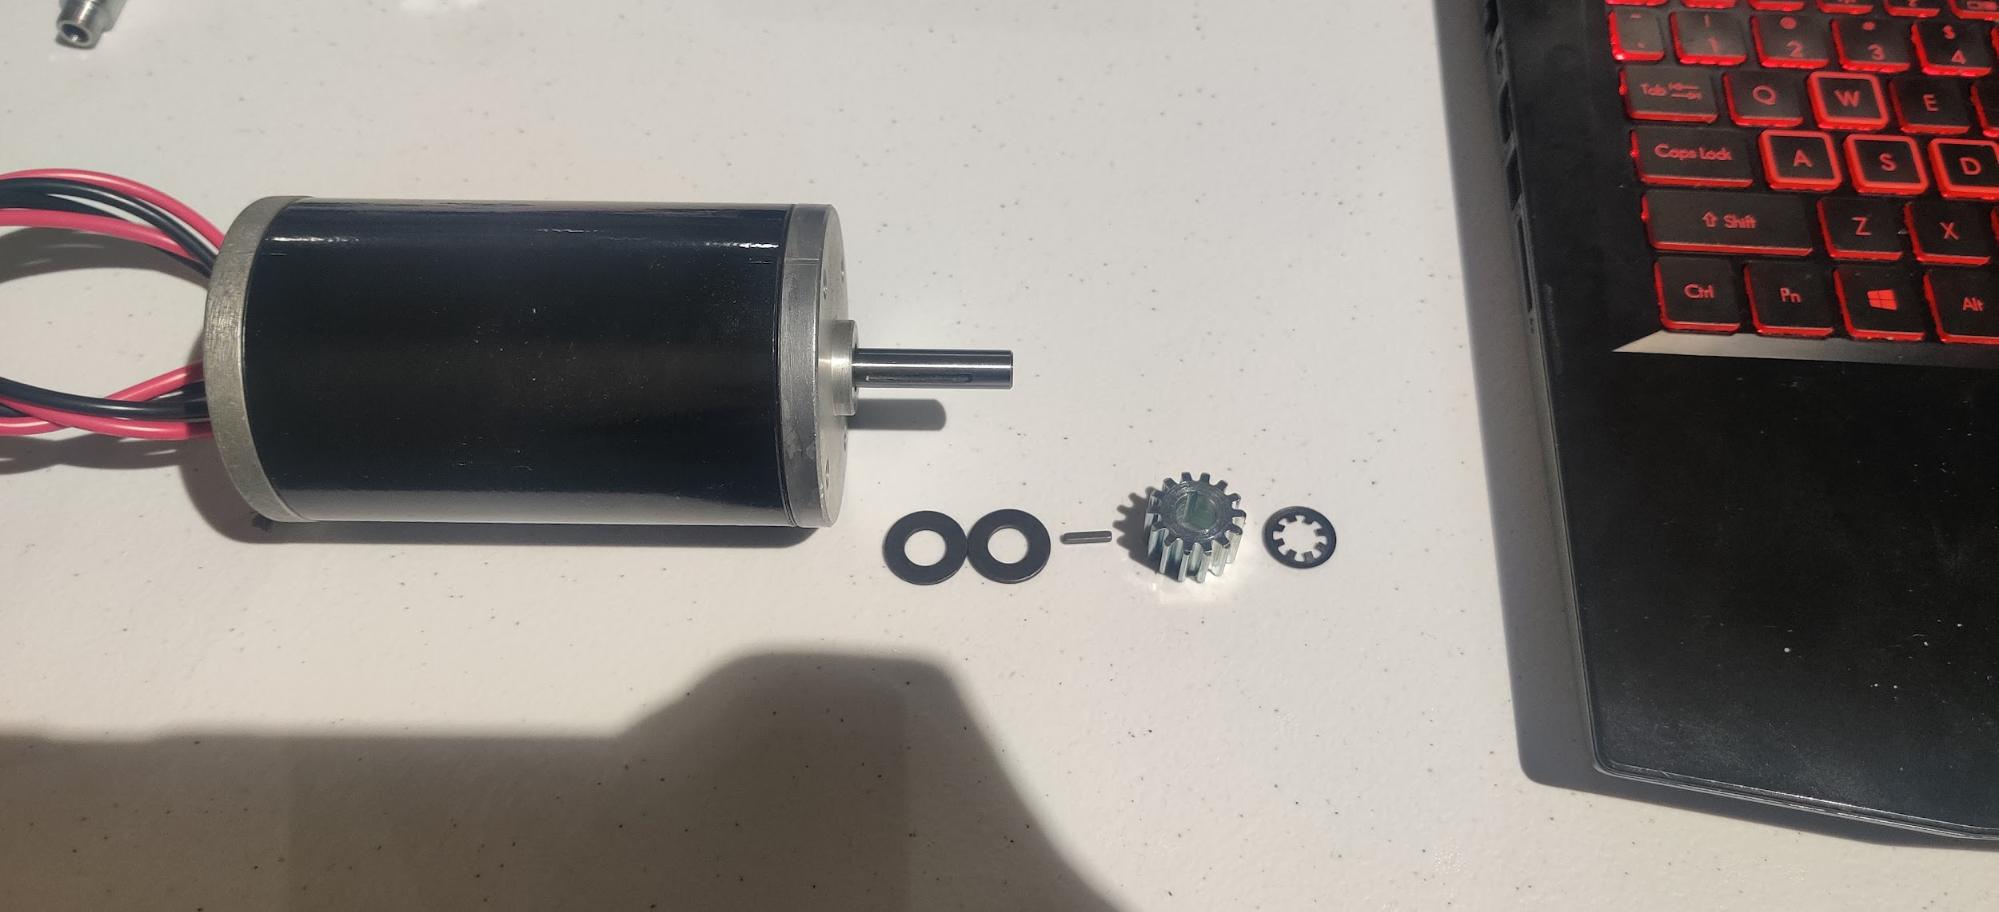 ! 1 @ 2 # 3 $ 4
Tab Q W E
Caps Lock A S D
Shift Z X
Ctrl Fn Alt